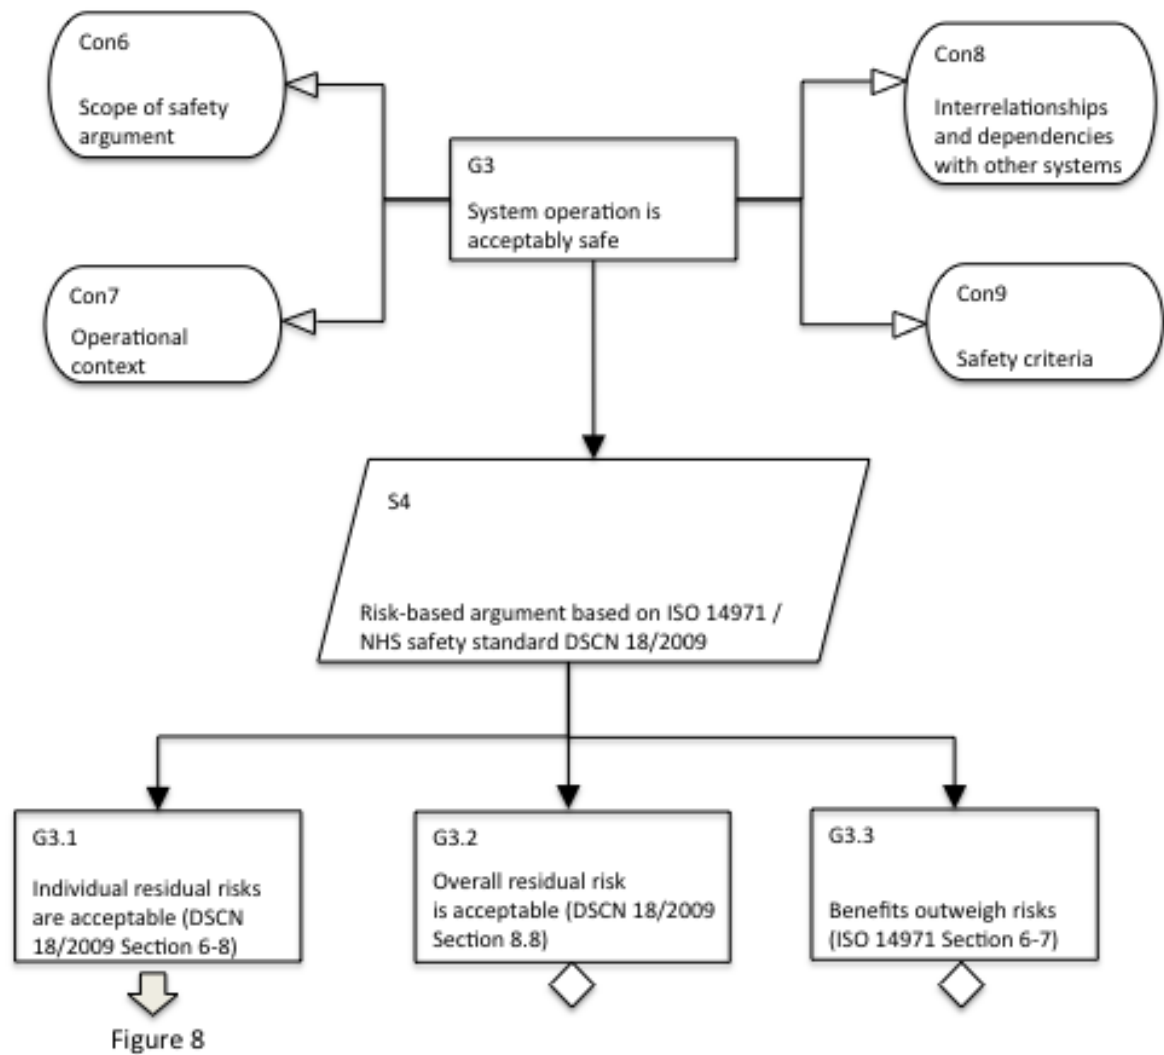 Con6
Scope of safety
argument
Con8
Interrelationships
and dependencies
with other systems
G3
System operation is
acceptably safe
Con7
Operational
context
Con9
Safety criteria
S4
Risk-based argument based on ISO 14971 /
NHS safety standard DSCN 18/2009
G3.1
Individual residual risks
are acceptable (DSCN
18/2009 Section 6-8)
G3.2
Overall residual risk
is acceptable (DSCN 18/2009
Section 8.8)
G3.3
Benefits outweigh risks
(ISO 14971 Section 6-7)
Figure 8